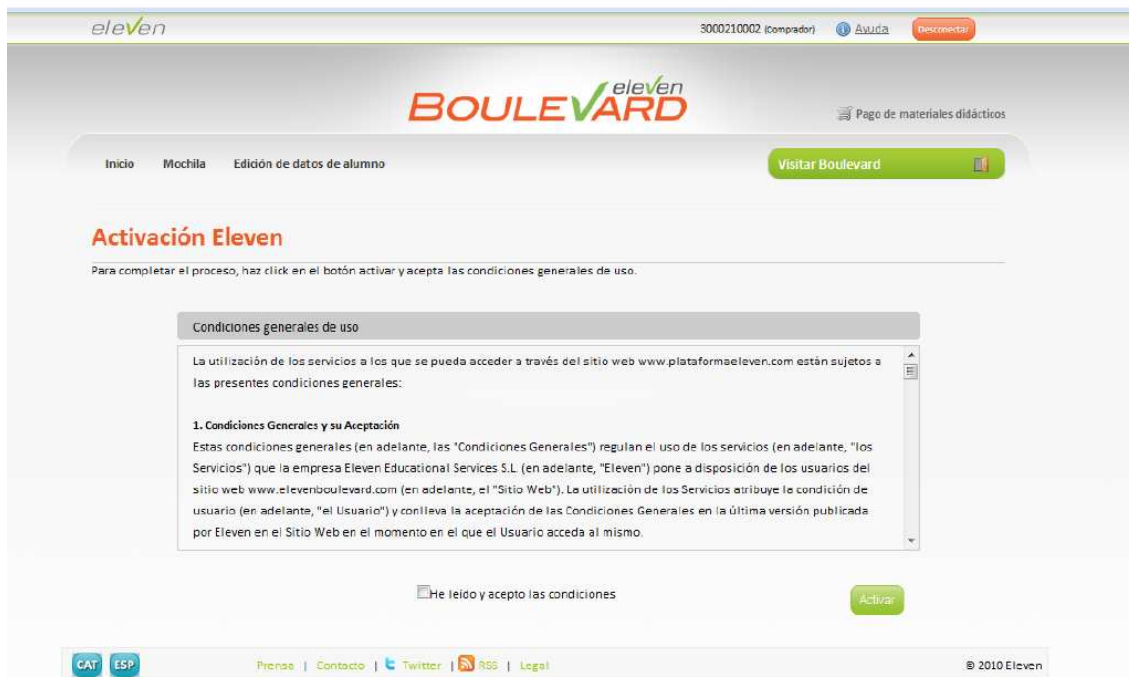 eleven
3000210002 (Comprador) Ayuda Desconectar
BOULEVARD eleven
Pago de materiales didácticos
Inicio Mochila Edición de datos de alumno Visitar Boulevard
Activación Eleven
Para completar el proceso, haz click en el botón activar y acepta las condiciones generales de uso.
Condiciones generales de uso
La utilización de los servicios a los que se pueda acceder a través del sitio web www.plataformaeleven.com están sujetos a
las presentes condiciones generales:
1. Condiciones Generales y su Aceptación
Estas condiciones generales (en adelante, las "Condiciones Generales") regulan el uso de los servicios (en adelante, "los
Servicios") que la empresa Eleven Educational Services S.L. (en adelante, "Eleven") pone a disposición de los usuarios del
sitio web www.elevenboulevard.com (en adelante, el "Sitio Web"). La utilización de los Servicios atribuye la condición de
usuario (en adelante, "el Usuario") y conlleva la aceptación de las Condiciones Generales en la última versión publicada
por Eleven en el Sitio Web en el momento en el que el Usuario acceda al mismo.
He leído y acepto las condiciones Activar
CAT ESP Prensa | Contacto | Twitter | RSS | Legal © 2010 Eleven